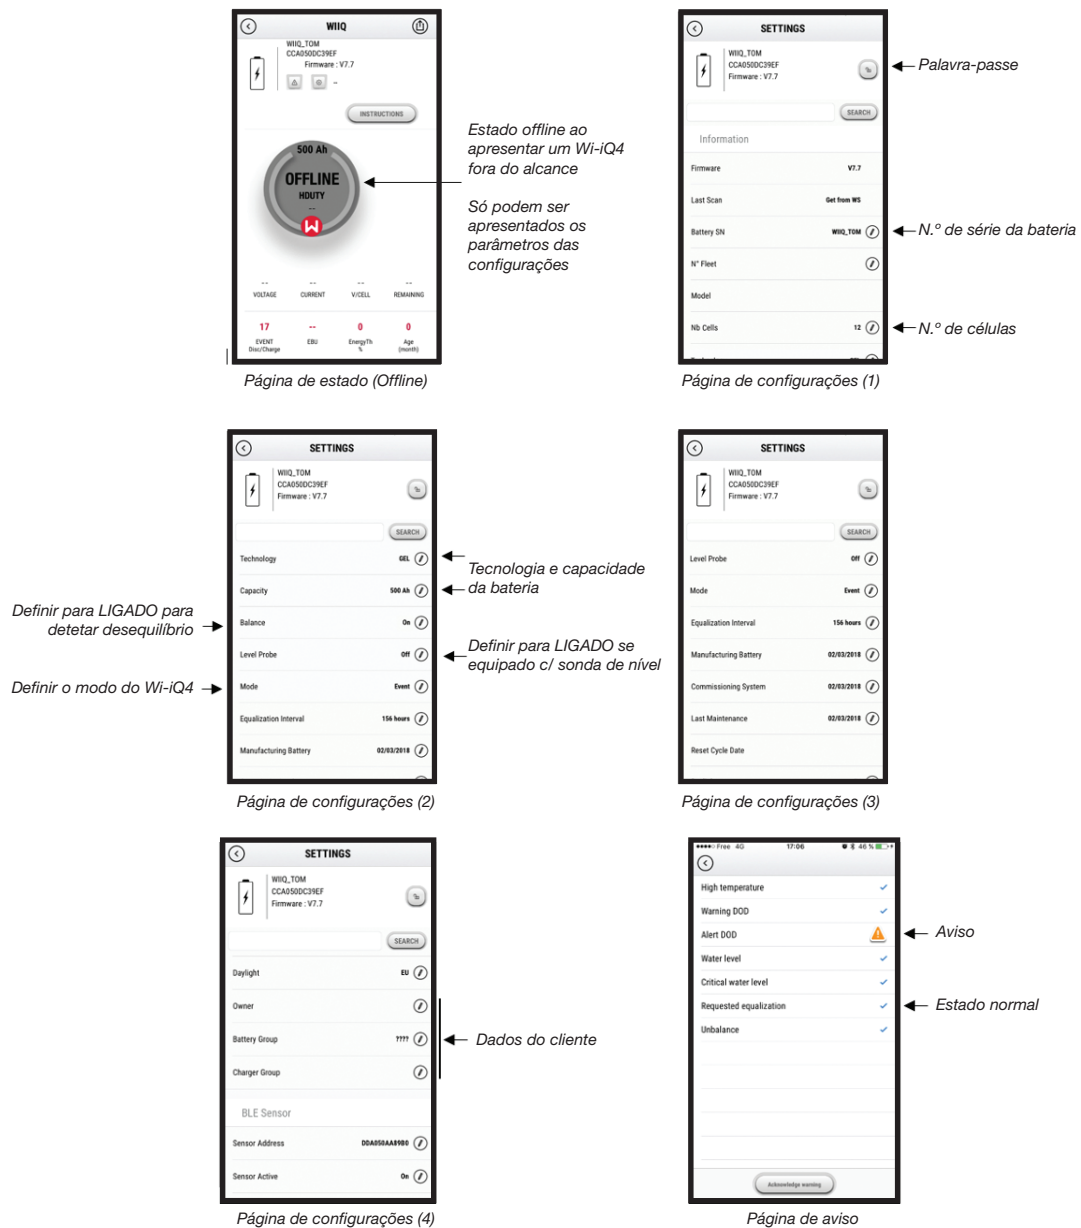 WIIQ
WIIQ_TOM
CCA050DC39EF
Firmware : V7.7
--
INSTRUCTIONS
500 Ah
OFFLINE
HDUTY
--
-- -- -- --
VOLTAGE CURRENT V/CELL REMAINING
17 -- 0 0
EVENT EBU EnergyTh Age
Disc/Charge % (month)
Estado offline ao
apresentar um Wi-iQ4
fora do alcance
Só podem ser
apresentados os
parâmetros das
configurações
Página de estado (Offline)
SETTINGS
WIIQ_TOM
CCA050DC39EF
Firmware : V7.7
SEARCH
Information
Firmware V7.7
Last Scan Get from WS
Battery SN WIIQ_TOM
N° Fleet
Model
Nb Cells 12
Palavra-passe
N.º de série da bateria
N.º de células
Página de configurações (1)
SETTINGS
WIIQ_TOM
CCA050DC39EF
Firmware : V7.7
SEARCH
Technology GEL
Capacity 500 Ah
Balance On
Level Probe Off
Mode Event
Equalization Interval 156 hours
Manufacturing Battery 02/03/2018
Definir para LIGADO para
detetar desequilíbrio
Definir o modo do Wi-iQ4
Tecnologia e capacidade
da bateria
Definir para LIGADO se
equipado c/ sonda de nível
Página de configurações (2)
SETTINGS
WIIQ_TOM
CCA050DC39EF
Firmware : V7.7
SEARCH
Level Probe Off
Mode Event
Equalization Interval 156 hours
Manufacturing Battery 02/03/2018
Commissioning System 02/03/2018
Last Maintenance 02/03/2018
Reset Cycle Date
Página de configurações (3)
SETTINGS
WIIQ_TOM
CCA050DC39EF
Firmware : V7.7
SEARCH
Daylight EU
Owner
Battery Group ????
Charger Group
BLE Sensor
Sensor Address DDA050AA89B0
Sensor Active On
Dados do cliente
Página de configurações (4)
Free 4G 17:06 46 %
High temperature
Warning DOD
Alert DOD
Water level
Critical water level
Requested equalization
Unbalance
Acknowledge warning
Aviso
Estado normal
Página de aviso